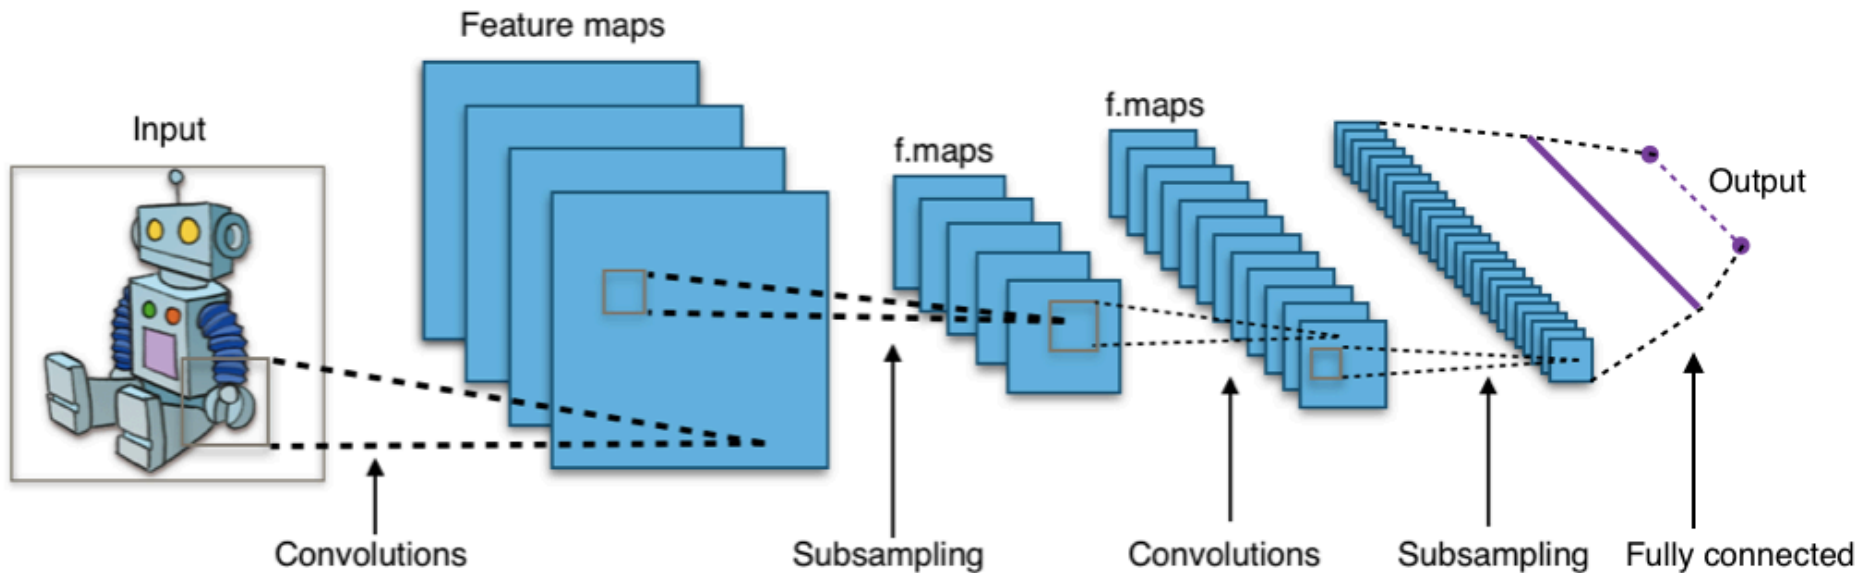 Feature maps
Input
f.maps
f.maps
Output
Convolutions
Subsampling
Convolutions
Subsampling
Fully connected